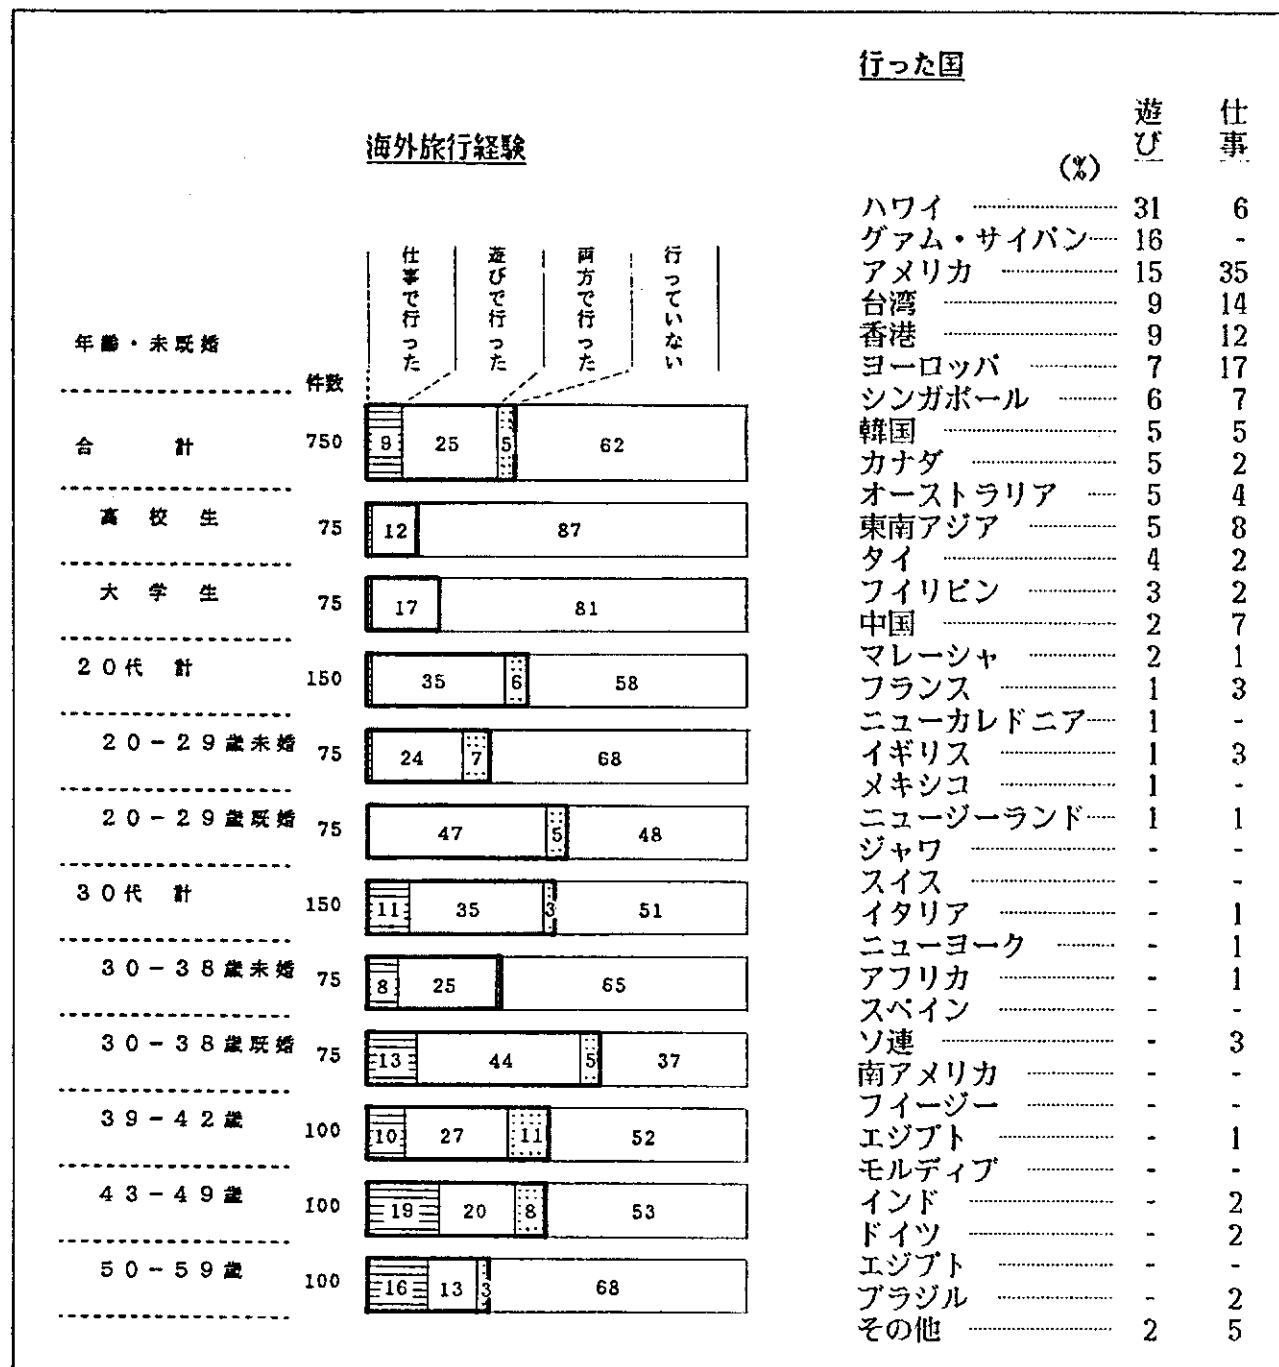 海外旅行経験
仕事で行った
遊びで行った
両方で行った
行っていない
年齢・未既婚
件数
合計 750 9 25 5 62
高校生 75 12 87
大学生 75 17 81
20代 計 150 35 6 58
20-29歳未婚 75 24 7 68
20-29歳既婚 75 47 5 48
30代 計 150 11 35 3 51
30-38歳未婚 75 8 25 65
30-38歳既婚 75 13 44 5 37
39-42歳 100 10 27 11 52
43-49歳 100 19 20 8 53
50-59歳 100 16 13 3 68
行った国
(%) 遊び 仕事
ハワイ 31 6
グァム・サイパン 16 -
アメリカ 15 35
台湾 9 14
香港 9 12
ヨーロッパ 7 17
シンガポール 6 7
韓国 5 5
カナダ 5 2
オーストラリア 5 4
東南アジア 5 8
タイ 4 2
フィリピン 3 2
中国 2 7
マレーシャ 2 1
フランス 1 3
ニューカレドニア 1 -
イギリス 1 3
メキシコ 1 -
ニュージーランド 1 1
ジャワ - -
スイス - -
イタリア - 1
ニューヨーク - 1
アフリカ - 1
スペイン - -
ソ連 - 3
南アメリカ - -
フイージー - -
エジプト - 1
モルディブ - -
インド - 2
ドイツ - 2
エジプト - -
ブラジル - 2
その他 2 5